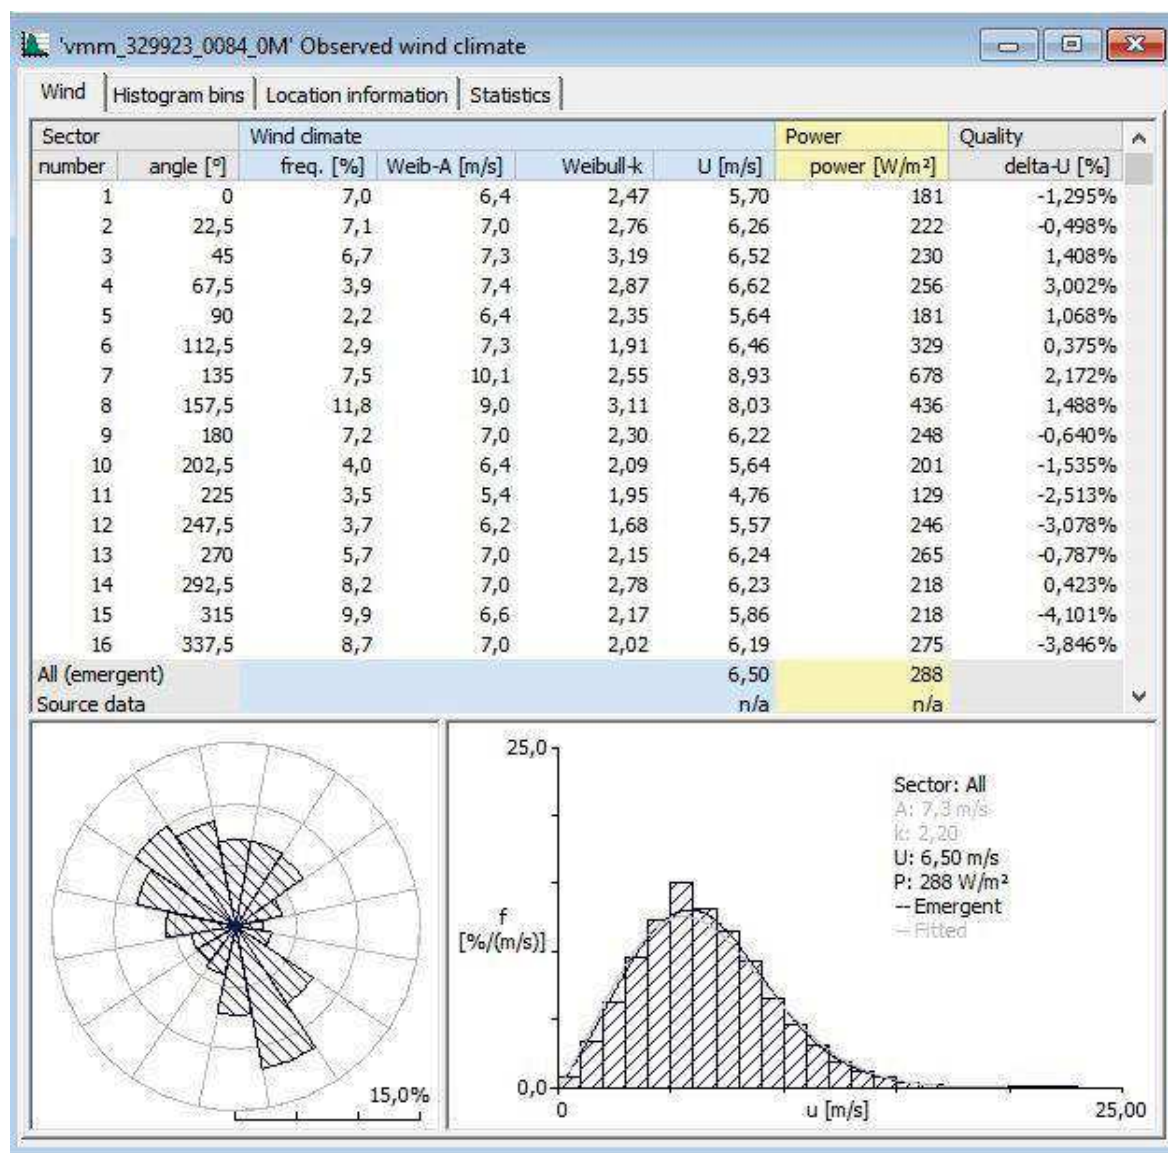 'vmm_329923_0084_0M' Observed wind climate
Wind Histogram bins Location information Statistics
Sector Wind climate Power Quality
number angle [°] freq. [%] Weib-A [m/s] Weibull-k U [m/s] power [W/m²] delta-U [%]
1 0 7,0 6,4 2,47 5,70 181 -1,295%
2 22,5 7,1 7,0 2,76 6,26 222 -0,498%
3 45 6,7 7,3 3,19 6,52 230 1,408%
4 67,5 3,9 7,4 2,87 6,62 256 3,002%
5 90 2,2 6,4 2,35 5,64 181 1,068%
6 112,5 2,9 7,3 1,91 6,46 329 0,375%
7 135 7,5 10,1 2,55 8,93 678 2,172%
8 157,5 11,8 9,0 3,11 8,03 436 1,488%
9 180 7,2 7,0 2,30 6,22 248 -0,640%
10 202,5 4,0 6,4 2,09 5,64 201 -1,535%
11 225 3,5 5,4 1,95 4,76 129 -2,513%
12 247,5 3,7 6,2 1,68 5,57 246 -3,078%
13 270 5,7 7,0 2,15 6,24 265 -0,787%
14 292,5 8,2 7,0 2,78 6,23 218 0,423%
15 315 9,9 6,6 2,17 5,86 218 -4,101%
16 337,5 8,7 7,0 2,02 6,19 275 -3,846%
All (emergent) 6,50 288
Source data n/a n/a
15,0%
25,0
f
[%/(m/s)]
0,0
0 u [m/s] 25,00
Sector: All
A: 7,3 m/s
k: 2,20
U: 6,50 m/s
P: 288 W/m²
-- Emergent
-- Fitted